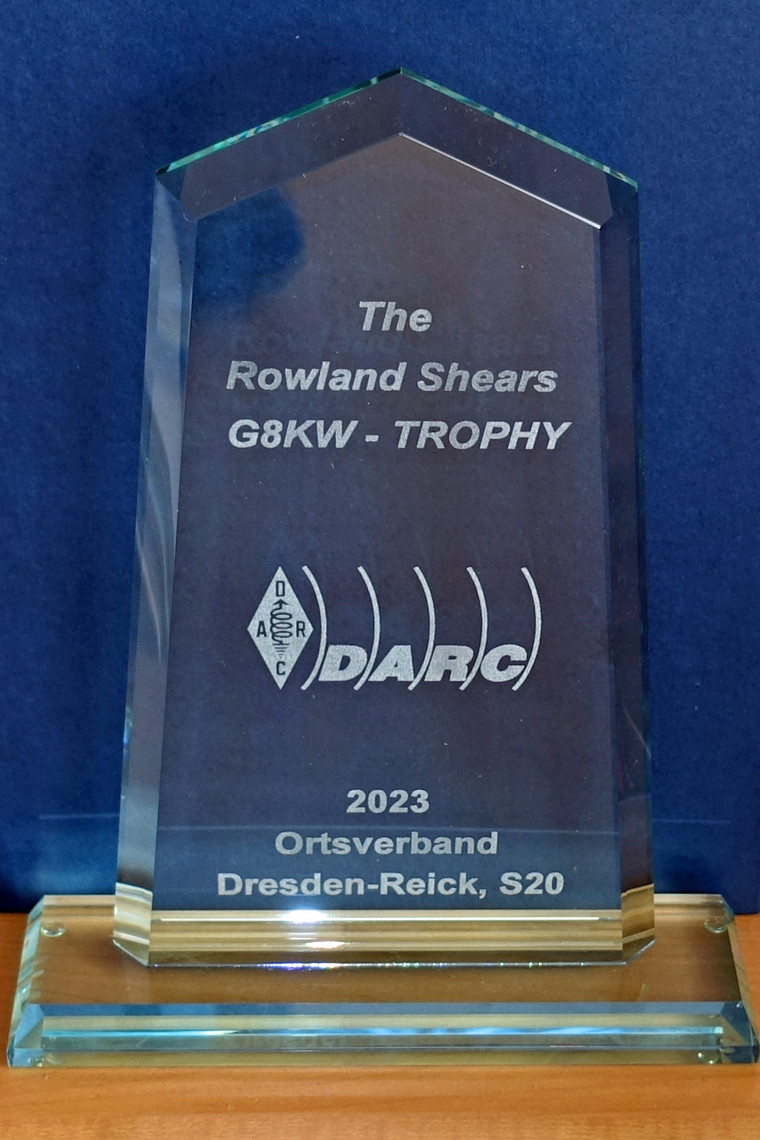 The
Rowland Shears
G8KW - TROPHY
D
A R
C
DARC
2023
Ortsverband
Dresden-Reick, S20